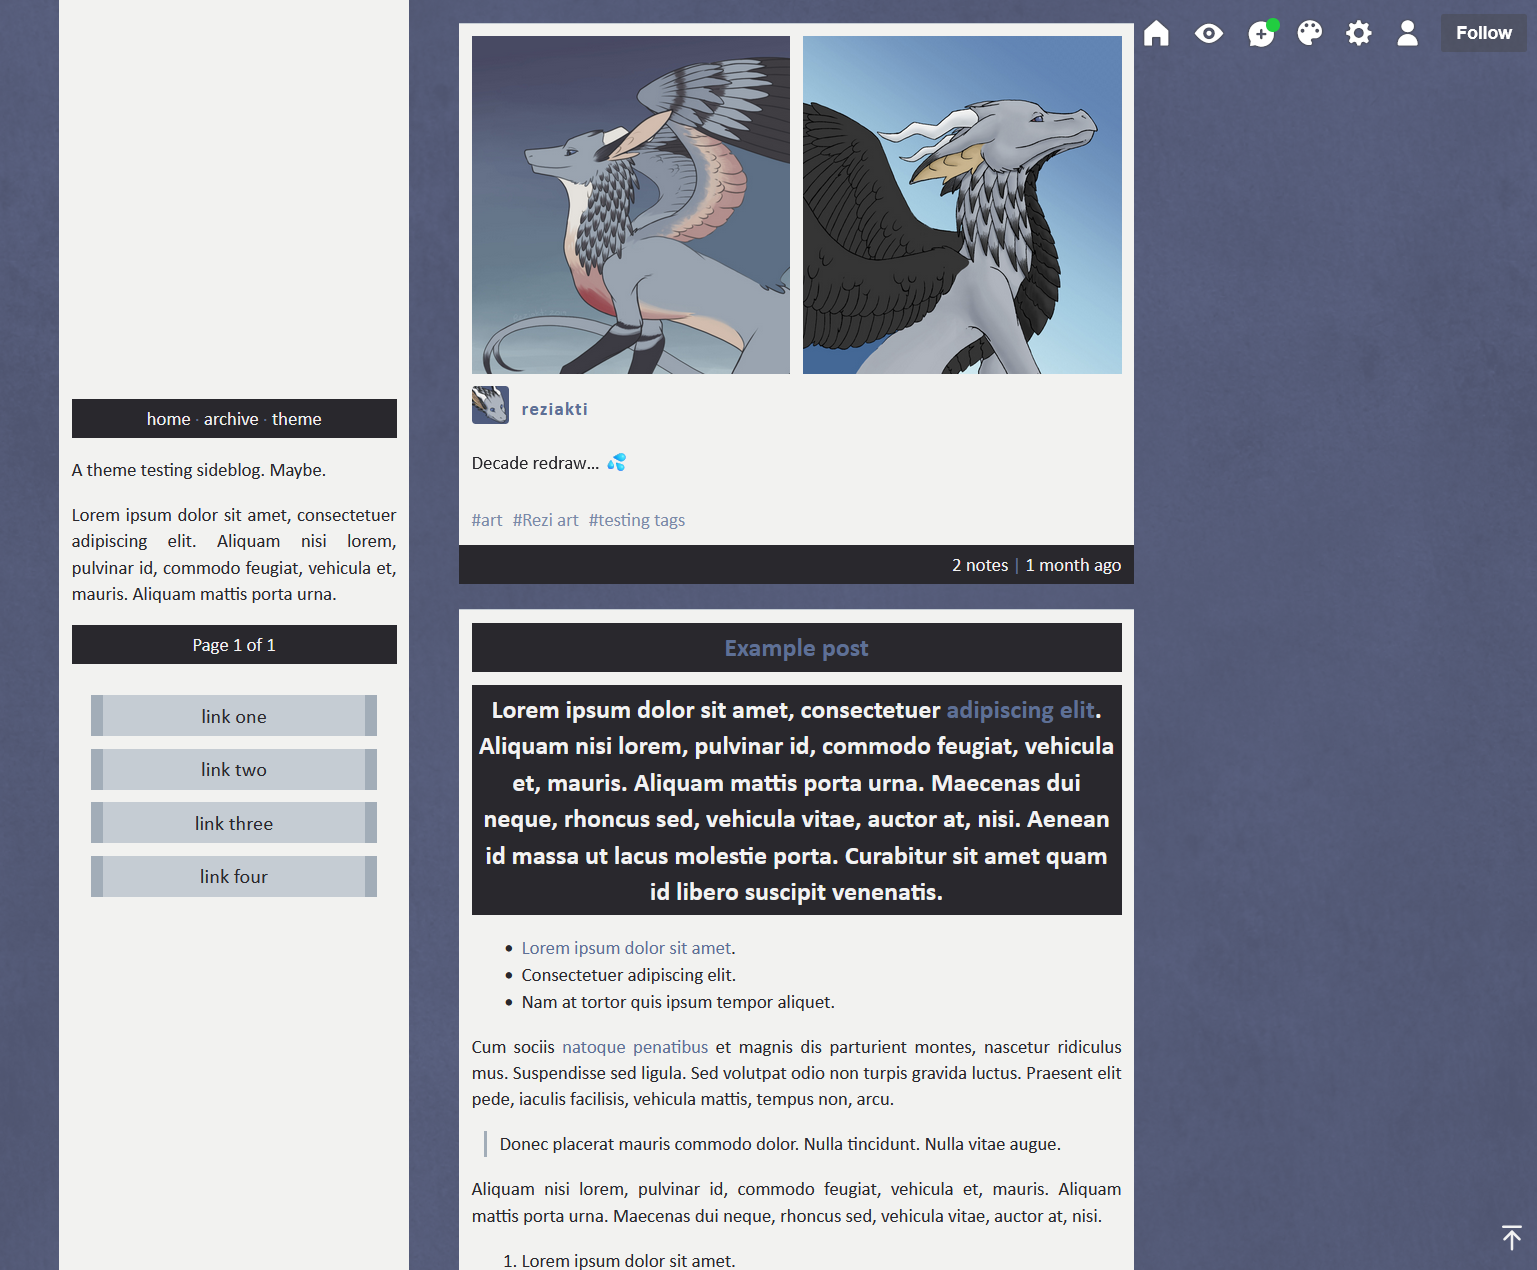 Follow
home · archive · theme
A theme testing sideblog. Maybe.
Lorem ipsum dolor sit amet, consectetuer
adipiscing elit. Aliquam nisi lorem,
pulvinar id, commodo feugiat, vehicula et,
mauris. Aliquam mattis porta urna.
Page 1 of 1
link one
link two
link three
link four
reziakti
Decade redraw... 💦
#art #Rezi art #testing tags
2 notes | 1 month ago
Example post
Lorem ipsum dolor sit amet, consectetuer adipiscing elit.
Aliquam nisi lorem, pulvinar id, commodo feugiat, vehicula
et, mauris. Aliquam mattis porta urna. Maecenas dui
neque, rhoncus sed, vehicula vitae, auctor at, nisi. Aenean
id massa ut lacus molestie porta. Curabitur sit amet quam
id libero suscipit venenatis.
• Lorem ipsum dolor sit amet.
• Consectetuer adipiscing elit.
• Nam at tortor quis ipsum tempor aliquet.
Cum sociis natoque penatibus et magnis dis parturient montes, nascetur ridiculus
mus. Suspendisse sed ligula. Sed volutpat odio non turpis gravida luctus. Praesent elit
pede, iaculis facilisis, vehicula mattis, tempus non, arcu.
Donec placerat mauris commodo dolor. Nulla tincidunt. Nulla vitae augue.
Aliquam nisi lorem, pulvinar id, commodo feugiat, vehicula et, mauris. Aliquam
mattis porta urna. Maecenas dui neque, rhoncus sed, vehicula vitae, auctor at, nisi.
1. Lorem ipsum dolor sit amet.